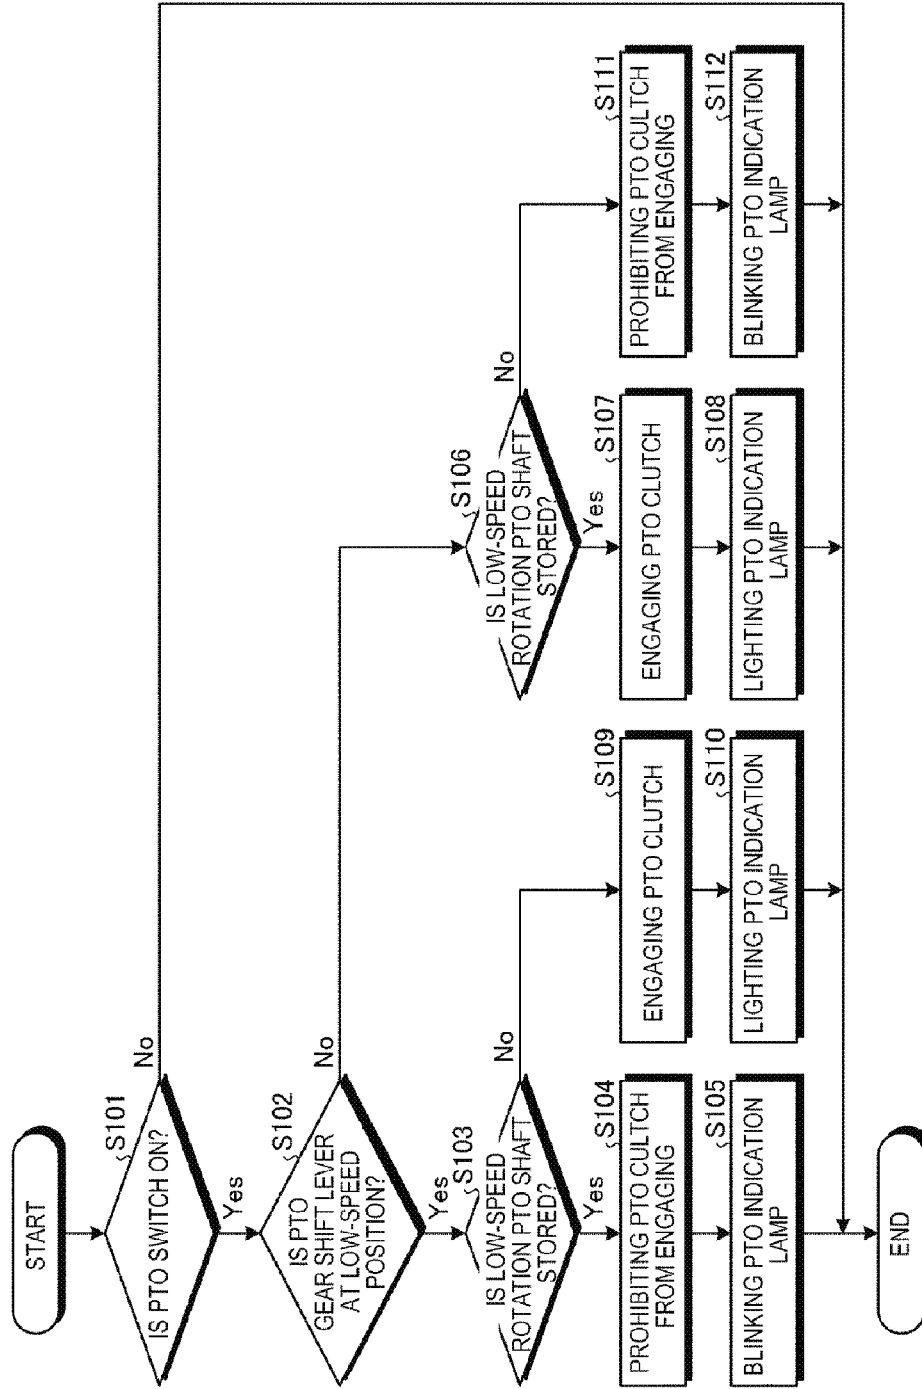 START
IS PTO SWITCH ON?
S101
No
Yes
IS PTO
GEAR SHIFT LEVER
AT LOW-SPEED
POSITION?
S102
No
Yes
IS LOW-SPEED
ROTATION PTO SHAFT
STORED?
S103
No
Yes
IS LOW-SPEED
ROTATION PTO SHAFT
STORED?
S106
No
Yes
PROHIBITING PTO CULTCH
FROM ENGAGING
S104
BLINKING PTO INDICATION
LAMP
S105
ENGAGING PTO CLUTCH
S109
LIGHTING PTO INDICATION
LAMP
S110
ENGAGING PTO CLUTCH
S107
LIGHTING PTO INDICATION
LAMP
S108
PROHIBITING PTO CULTCH
FROM ENGAGING
S111
BLINKING PTO INDICATION
LAMP
S112
END